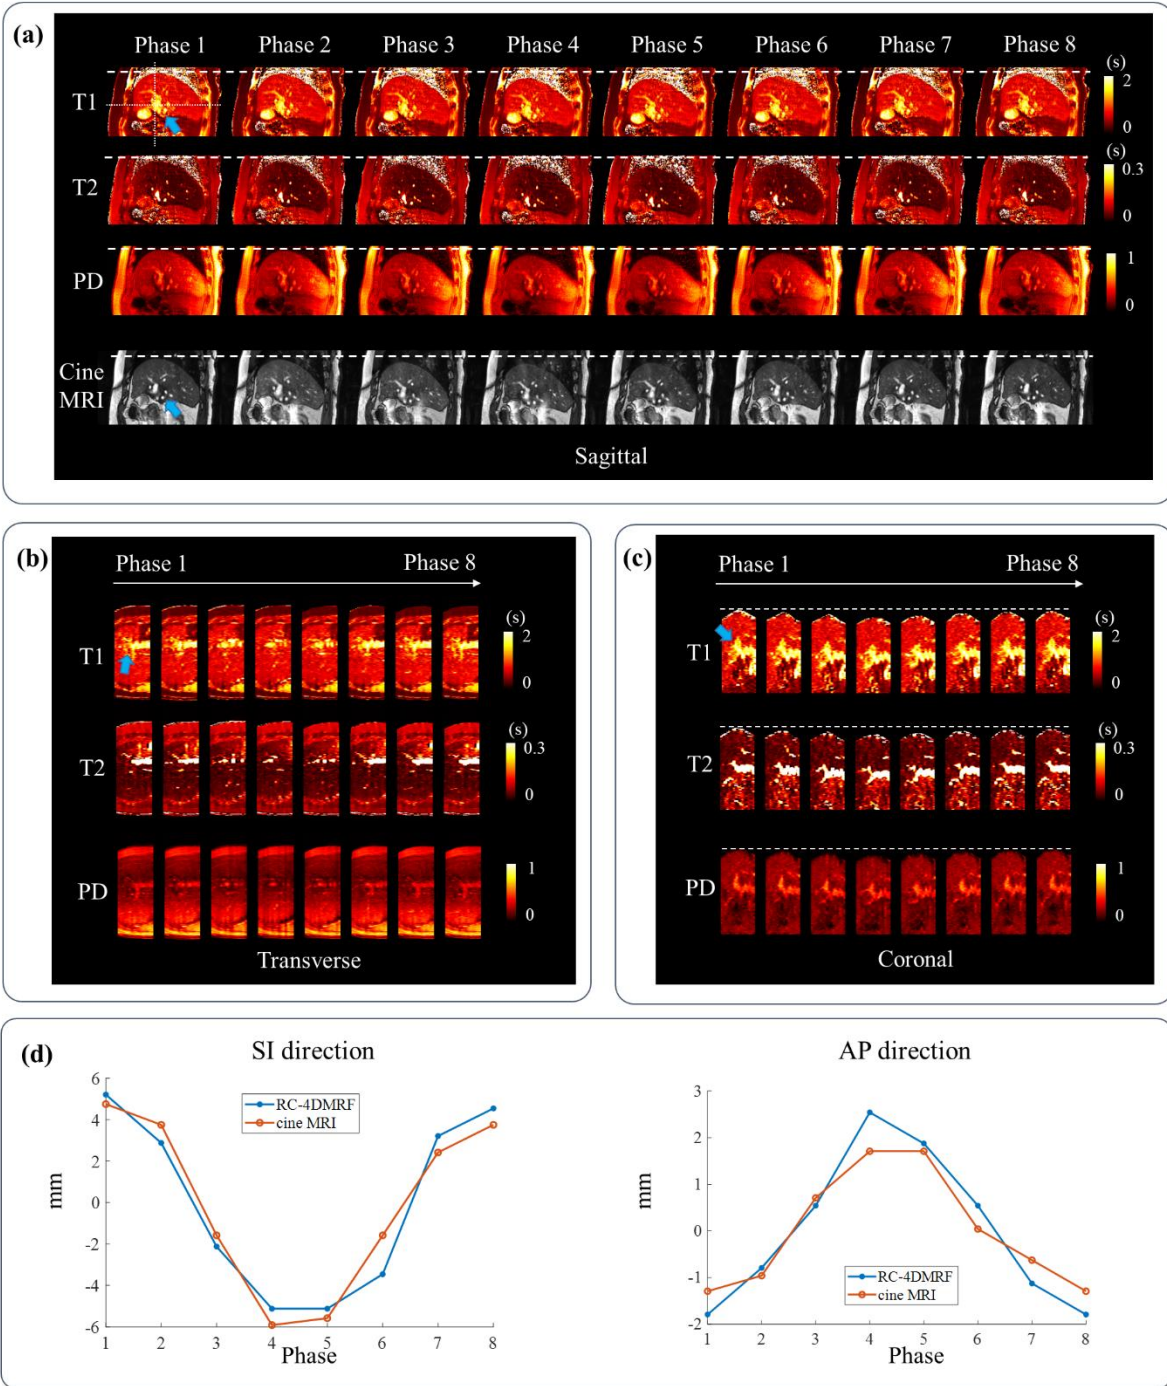 (a)
Phase 1 Phase 2 Phase 3 Phase 4 Phase 5 Phase 6 Phase 7 Phase 8
(s)
T1
2
0
(s)
T2
0.3
0
PD
1
0
Cine
MRI
Sagittal
(b)
Phase 1 Phase 8
(s)
T1
2
0
(s)
T2
0.3
0
PD
1
0
Transverse
(c)
Phase 1 Phase 8
(s)
T1
2
0
(s)
T2
0.3
0
PD
1
0
Coronal
(d)
SI direction
6
4
2
0
-2
-4
-6
mm
RC-4DMRF
cine MRI
1 2 3 4 5 6 7 8
Phase
AP direction
3
2
1
0
-1
-2
mm
RC-4DMRF
cine MRI
1 2 3 4 5 6 7 8
Phase